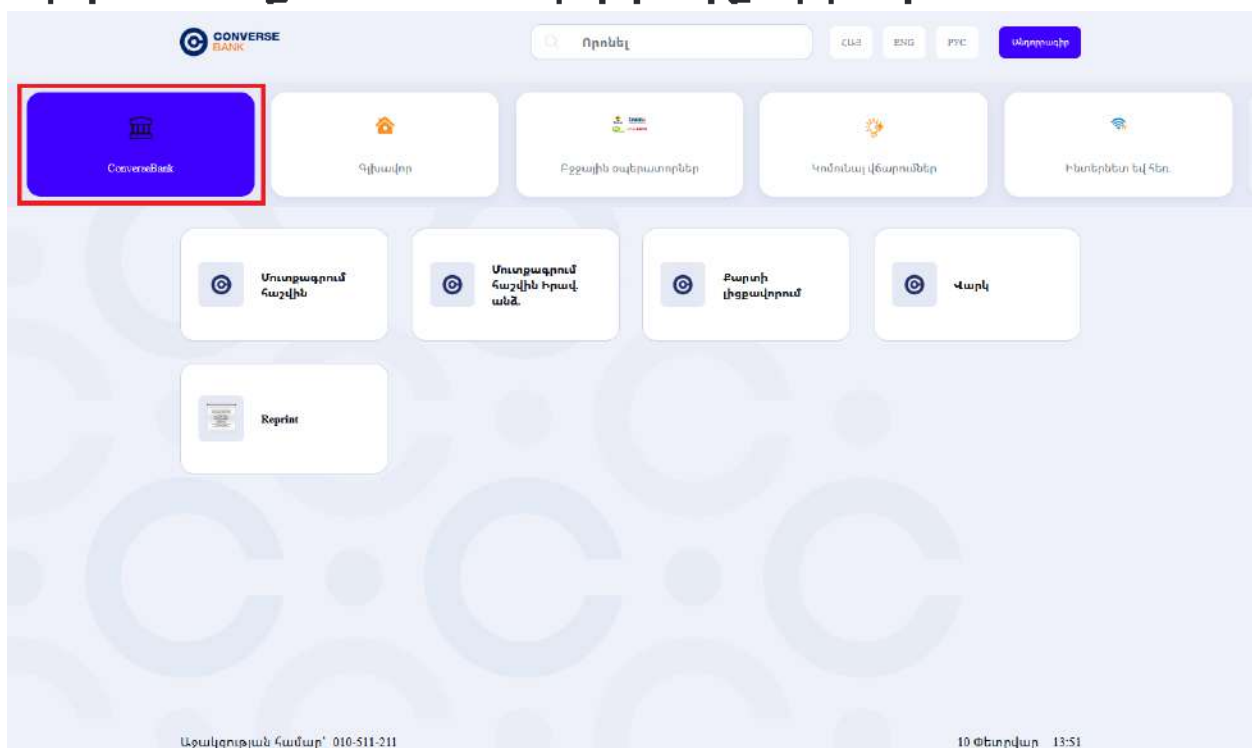 CONVERSE
BANK
Որոնել
ՀԱՅ
ENG
РУС
Անդորրագիր
ConverseBank
Գլխավոր
Բջջային օպերատորներ
Կոմունալ վճարումներ
Ինտերնետ եվ հեռ.
Մուտքագրում
հաշվին
Մուտքագրում
հաշվին Իրավ.
անձ.
Քարտի
լիցքավորում
Վարկ
Reprint
Աջակցության համար՝ 010-511-211
10 Փետրվար 13:51